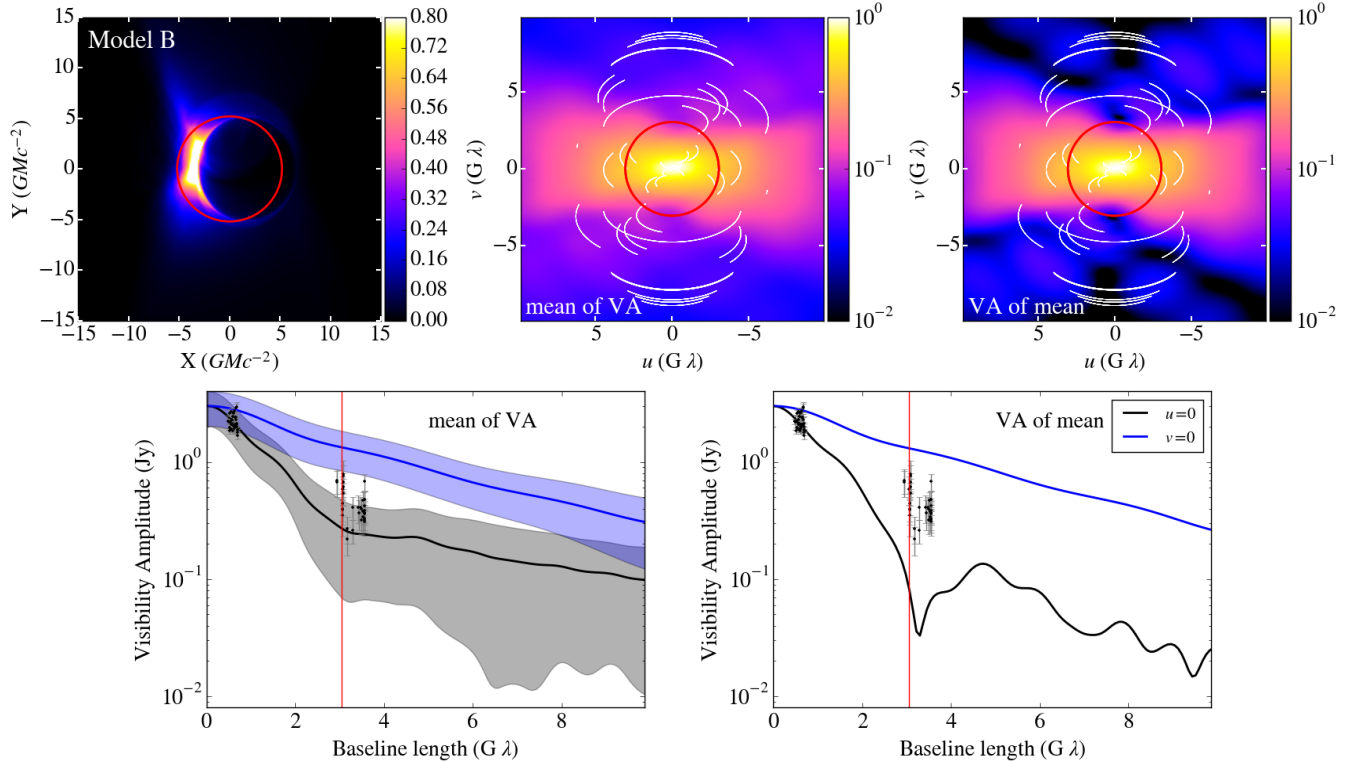 Model B
Y (GMc⁻²)
15
10
5
0
−5
−10
−15
−15 −10 −5 0 5 10 15
X (GMc⁻²)
0.80
0.72
0.64
0.56
0.48
0.40
0.32
0.24
0.16
0.08
0.00
v (G λ)
5
0
−5
mean of VA
5 0 −5
u (G λ)
10⁰
10⁻¹
10⁻²
v (G λ)
5
0
−5
VA of mean
5 0 −5
u (G λ)
10⁰
10⁻¹
10⁻²
mean of VA
Visibility Amplitude (Jy)
10⁰
10⁻¹
10⁻²
0 2 4 6 8
Baseline length (G λ)
VA of mean
u=0
v=0
Visibility Amplitude (Jy)
10⁰
10⁻¹
10⁻²
0 2 4 6 8
Baseline length (G λ)